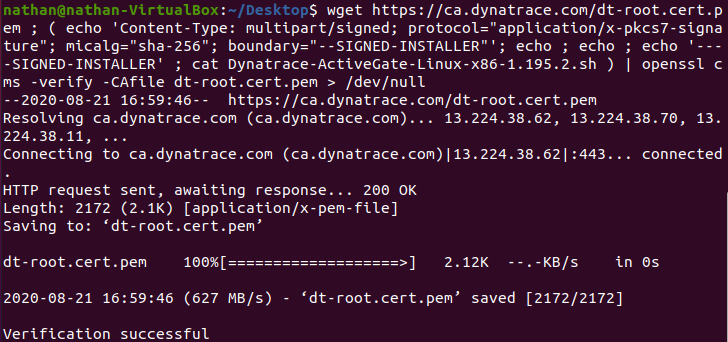 nathan@nathan-VirtualBox:~/Desktop$ wget https://ca.dynatrace.com/dt-root.cert.p
em ; ( echo 'Content-Type: multipart/signed; protocol="application/x-pkcs7-signa
ture"; micalg="sha-256"; boundary="--SIGNED-INSTALLER"'; echo ; echo ; echo '---
-SIGNED-INSTALLER' ; cat Dynatrace-ActiveGate-Linux-x86-1.195.2.sh ) | openssl c
ms -verify -CAfile dt-root.cert.pem > /dev/null
--2020-08-21 16:59:46--  https://ca.dynatrace.com/dt-root.cert.pem
Resolving ca.dynatrace.com (ca.dynatrace.com)... 13.224.38.62, 13.224.38.70, 13.
224.38.11, ...
Connecting to ca.dynatrace.com (ca.dynatrace.com)|13.224.38.62|:443... connected
.
HTTP request sent, awaiting response... 200 OK
Length: 2172 (2.1K) [application/x-pem-file]
Saving to: ‘dt-root.cert.pem’
dt-root.cert.pem    100%[===================>]   2.12K  --.-KB/s    in 0s
2020-08-21 16:59:46 (627 MB/s) - ‘dt-root.cert.pem’ saved [2172/2172]
Verification successful